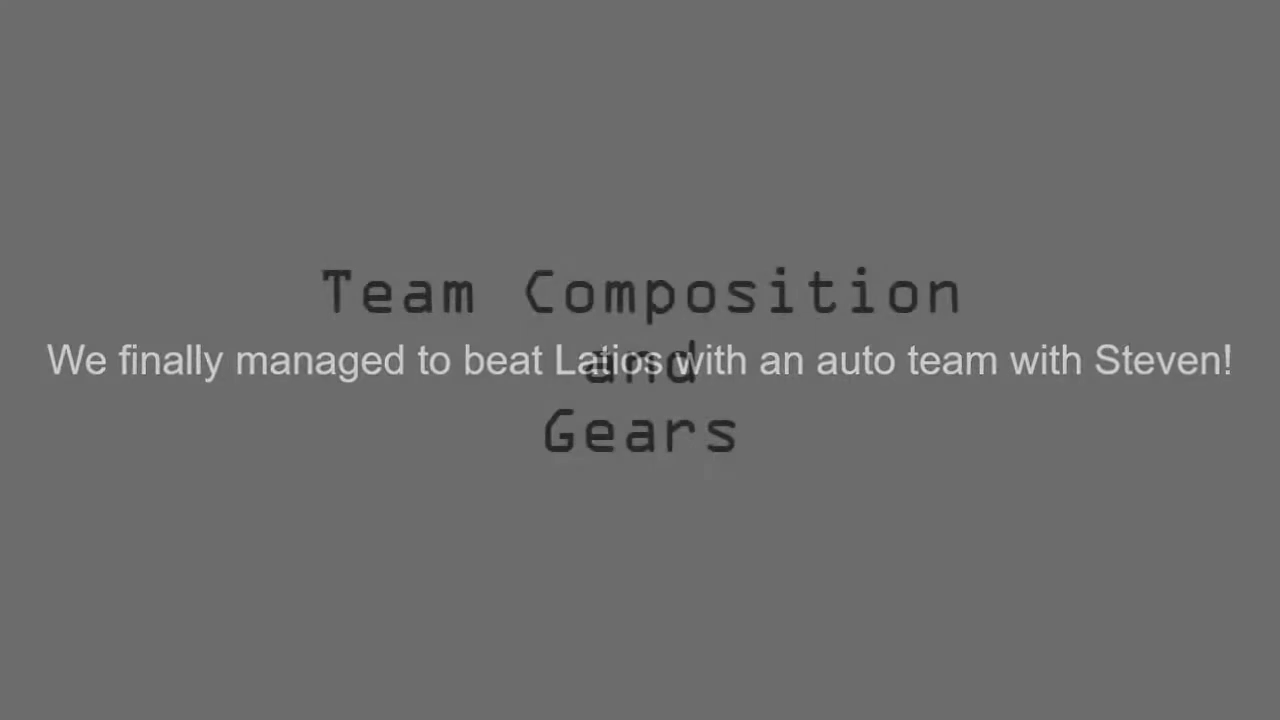 Team Composition
and
We finally managed to beat Latios with an auto team with Steven!
Gears